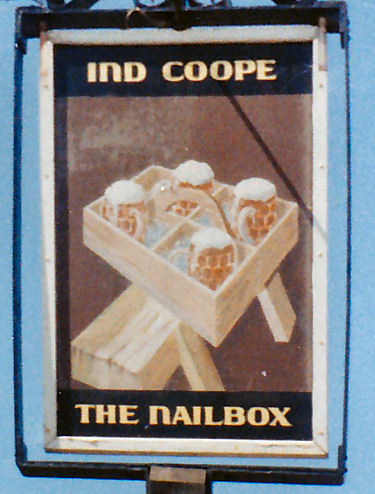 IND COOPE
THE NAILBOX